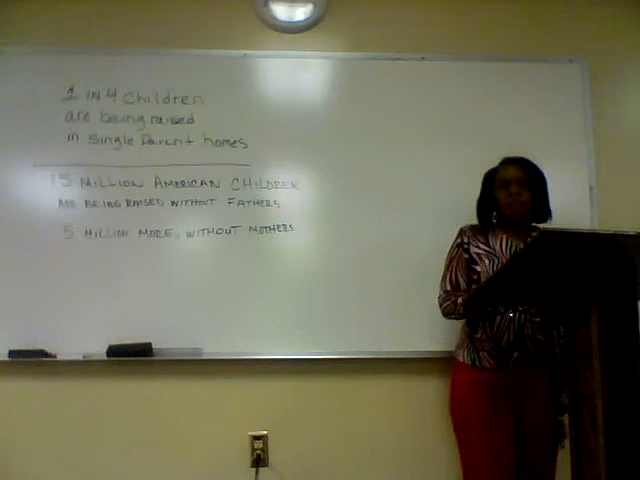 1 IN 4 Children
are being raised
in single Parent homes
15 MILLION AMERICAN CHILDREN
ARE BEING RAISED WITHOUT FATHERS
5 MILLION MORE, WITHOUT MOTHERS